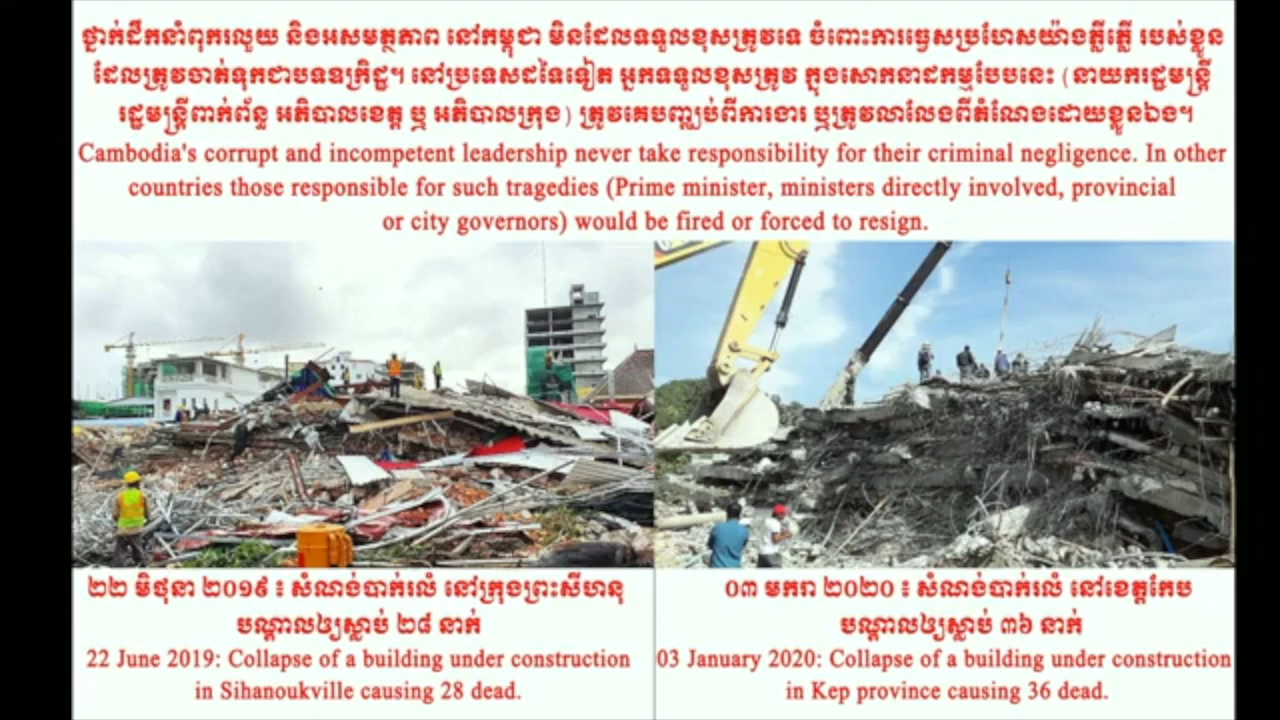 ថ្នាក់ដឹកនាំពុករលួយ និងអសមត្ថភាព នៅកម្ពុជា មិនដែលទទួលខុសត្រូវទេ ចំពោះការធ្វេសប្រហែសយ៉ាងភ្លើភ្លើ របស់ខ្លួន
ដែលត្រូវចាត់ទុកជាបទឧក្រិដ្ឋ។ នៅប្រទេសដទៃទៀត អ្នកទទួលខុសត្រូវ ក្នុងសោកនាដកម្មបែបនេះ (នាយករដ្ឋមន្ត្រី
រដ្ឋមន្ត្រីពាក់ព័ន្ធ អភិបាលខេត្ត ឬ អភិបាលក្រុង) ត្រូវគេបញ្ឈប់ពីការងារ ឬត្រូវលាលែងពីតំណែងដោយខ្លួនឯង។
Cambodia's corrupt and incompetent leadership never take responsibility for their criminal negligence. In other
countries those responsible for such tragedies (Prime minister, ministers directly involved, provincial
or city governors) would be fired or forced to resign.
២២ មិថុនា ២០១៩ ៖ សំណង់បាក់រលំ នៅក្រុងព្រះសីហនុ
បណ្តាលឲ្យស្លាប់ ២៨ នាក់
22 June 2019: Collapse of a building under construction
in Sihanoukville causing 28 dead.
០៣ មករា ២០២០ ៖ សំណង់បាក់រលំ នៅខេត្តកែប
បណ្តាលឲ្យស្លាប់ ៣៦ នាក់
03 January 2020: Collapse of a building under construction
in Kep province causing 36 dead.